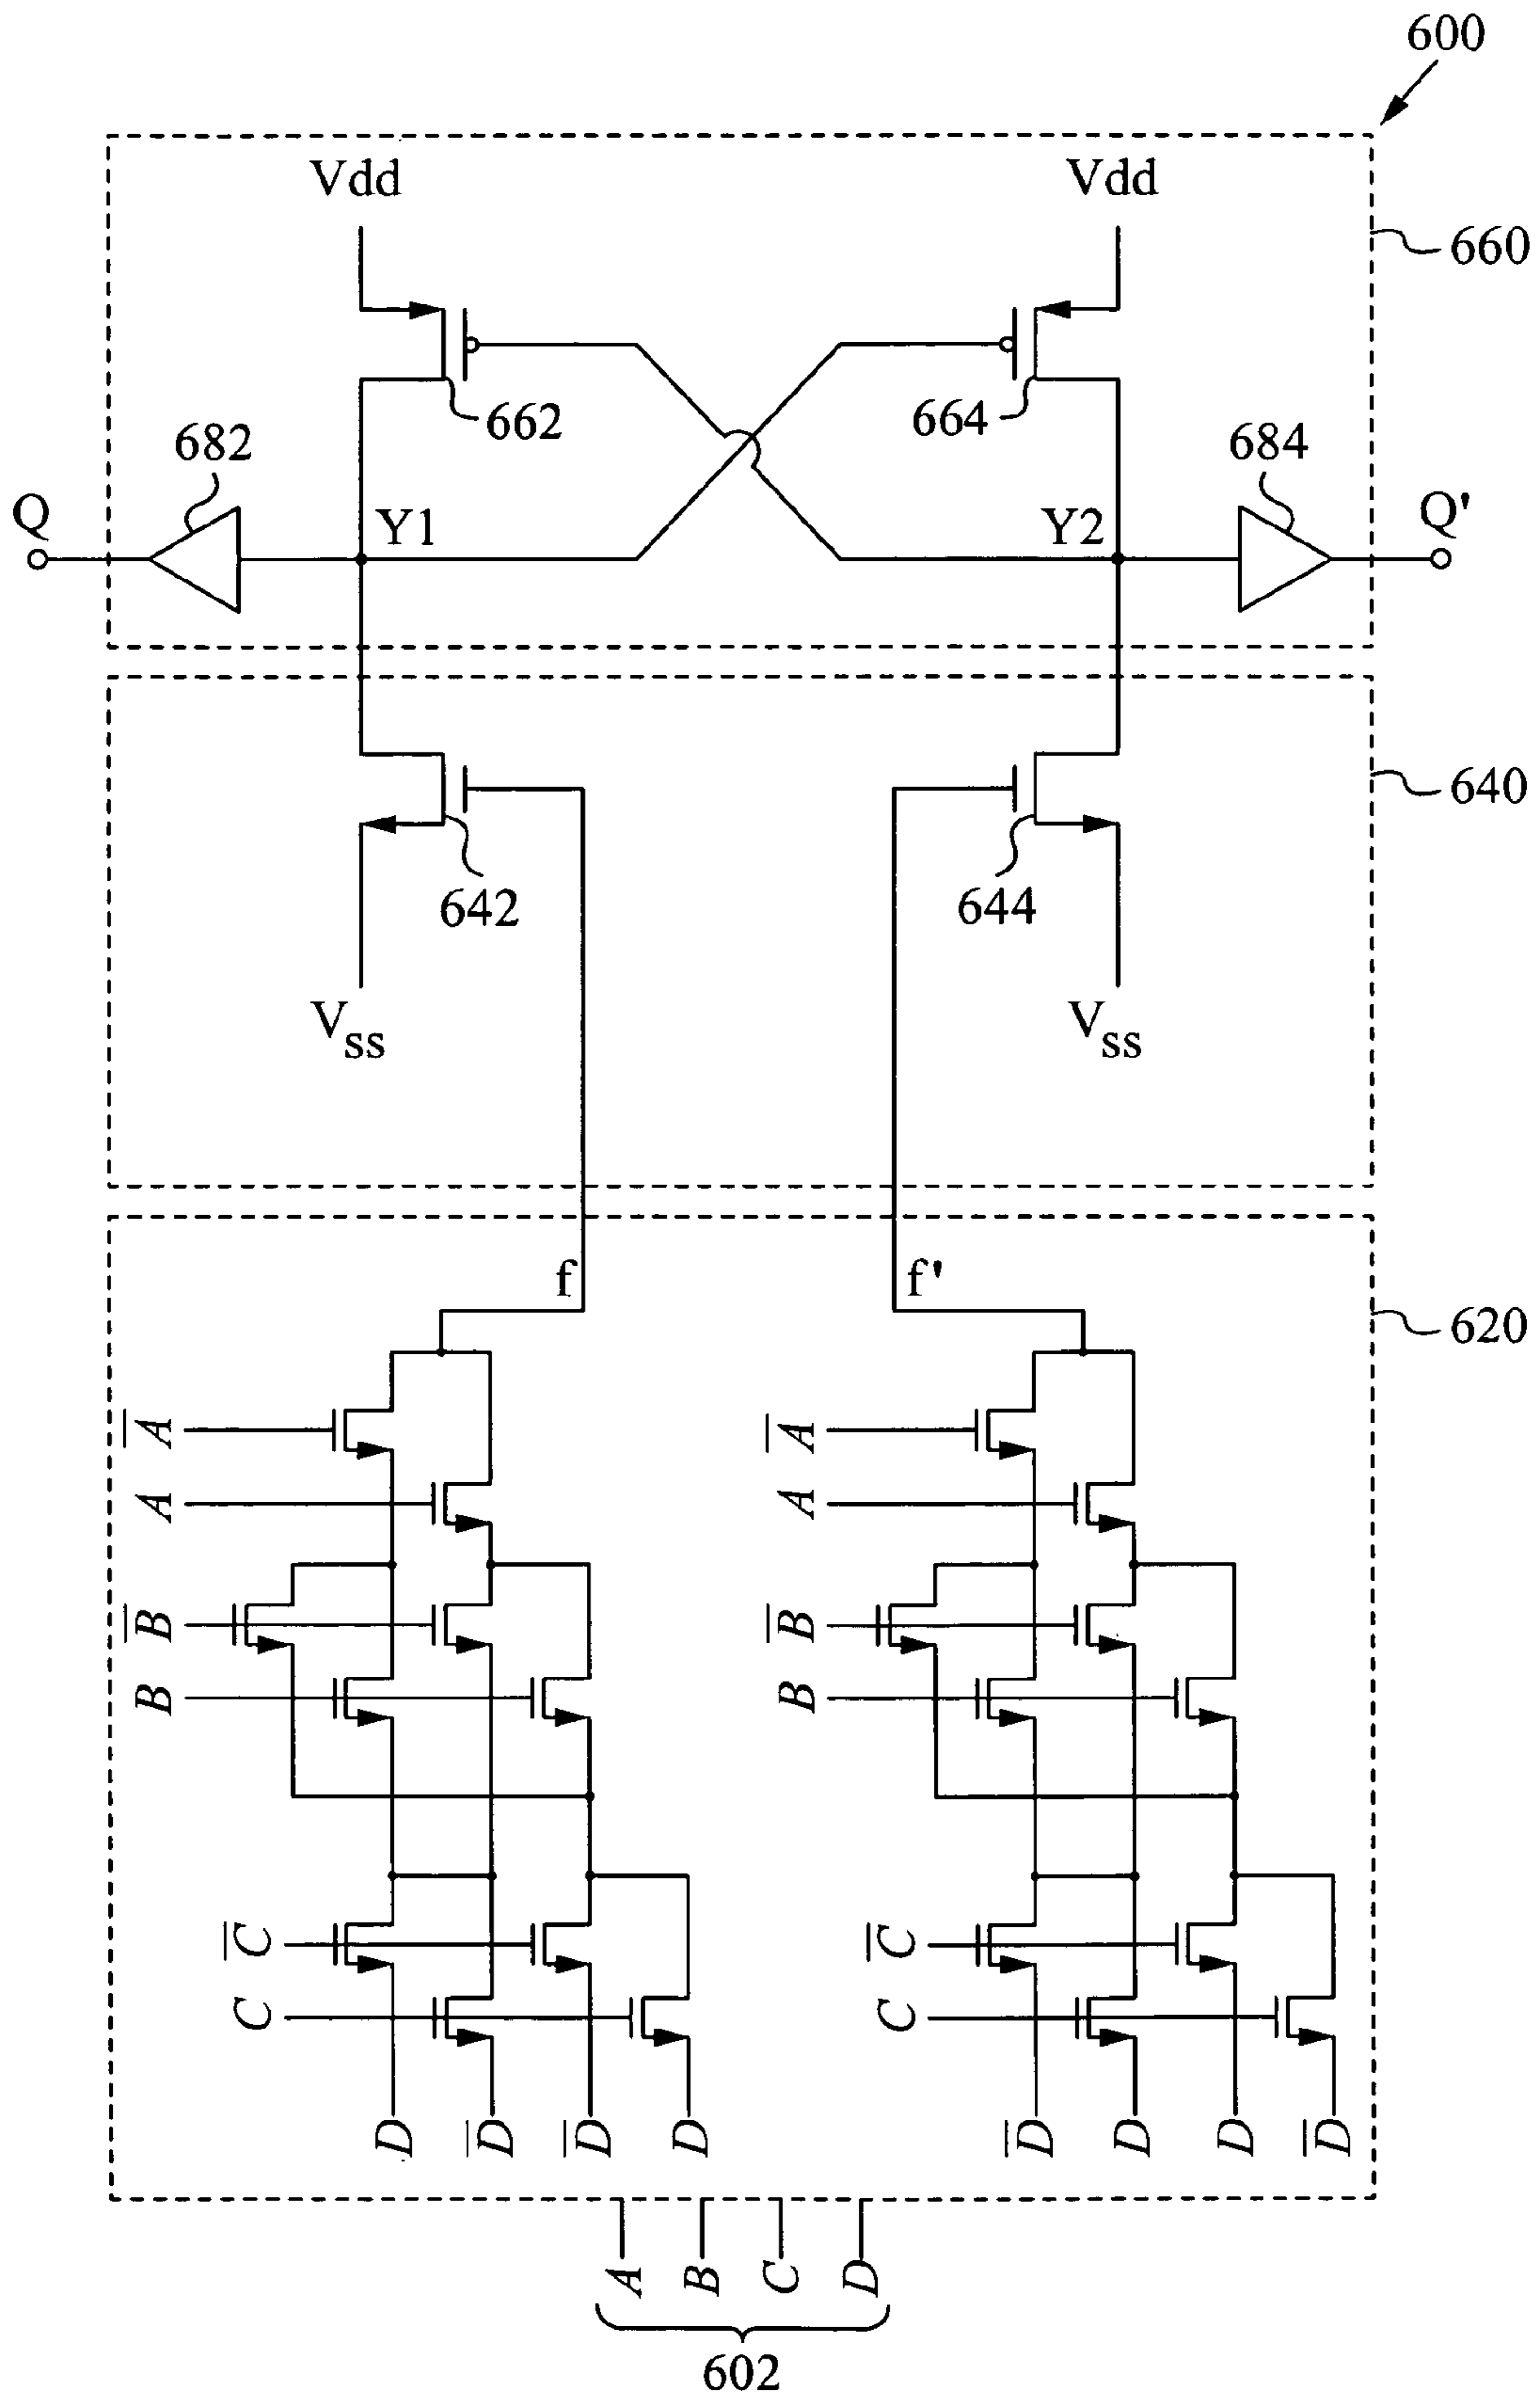 600
Vdd Vdd
660
662 664
682 684
Q Y1 Y2 Q'
640
642 644
Vss Vss
f f'
620
A̅ A̅
A A
B̅ B̅
B B
C̅ C̅
C C
D D̅ D̅ D D̅ D D D̅
A B C D
602